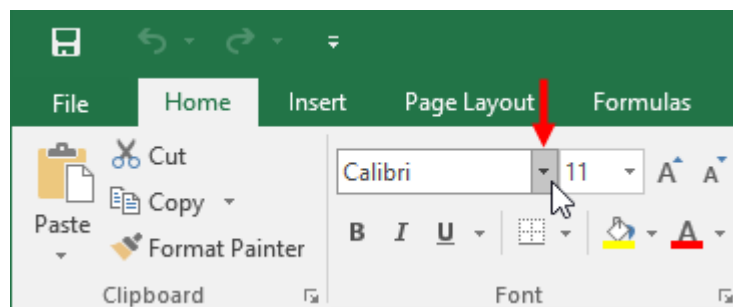 File Home Insert Page Layout Formulas
Cut
Calibri 11 A A
Copy
Paste
B I U A
Format Painter
Clipboard Font